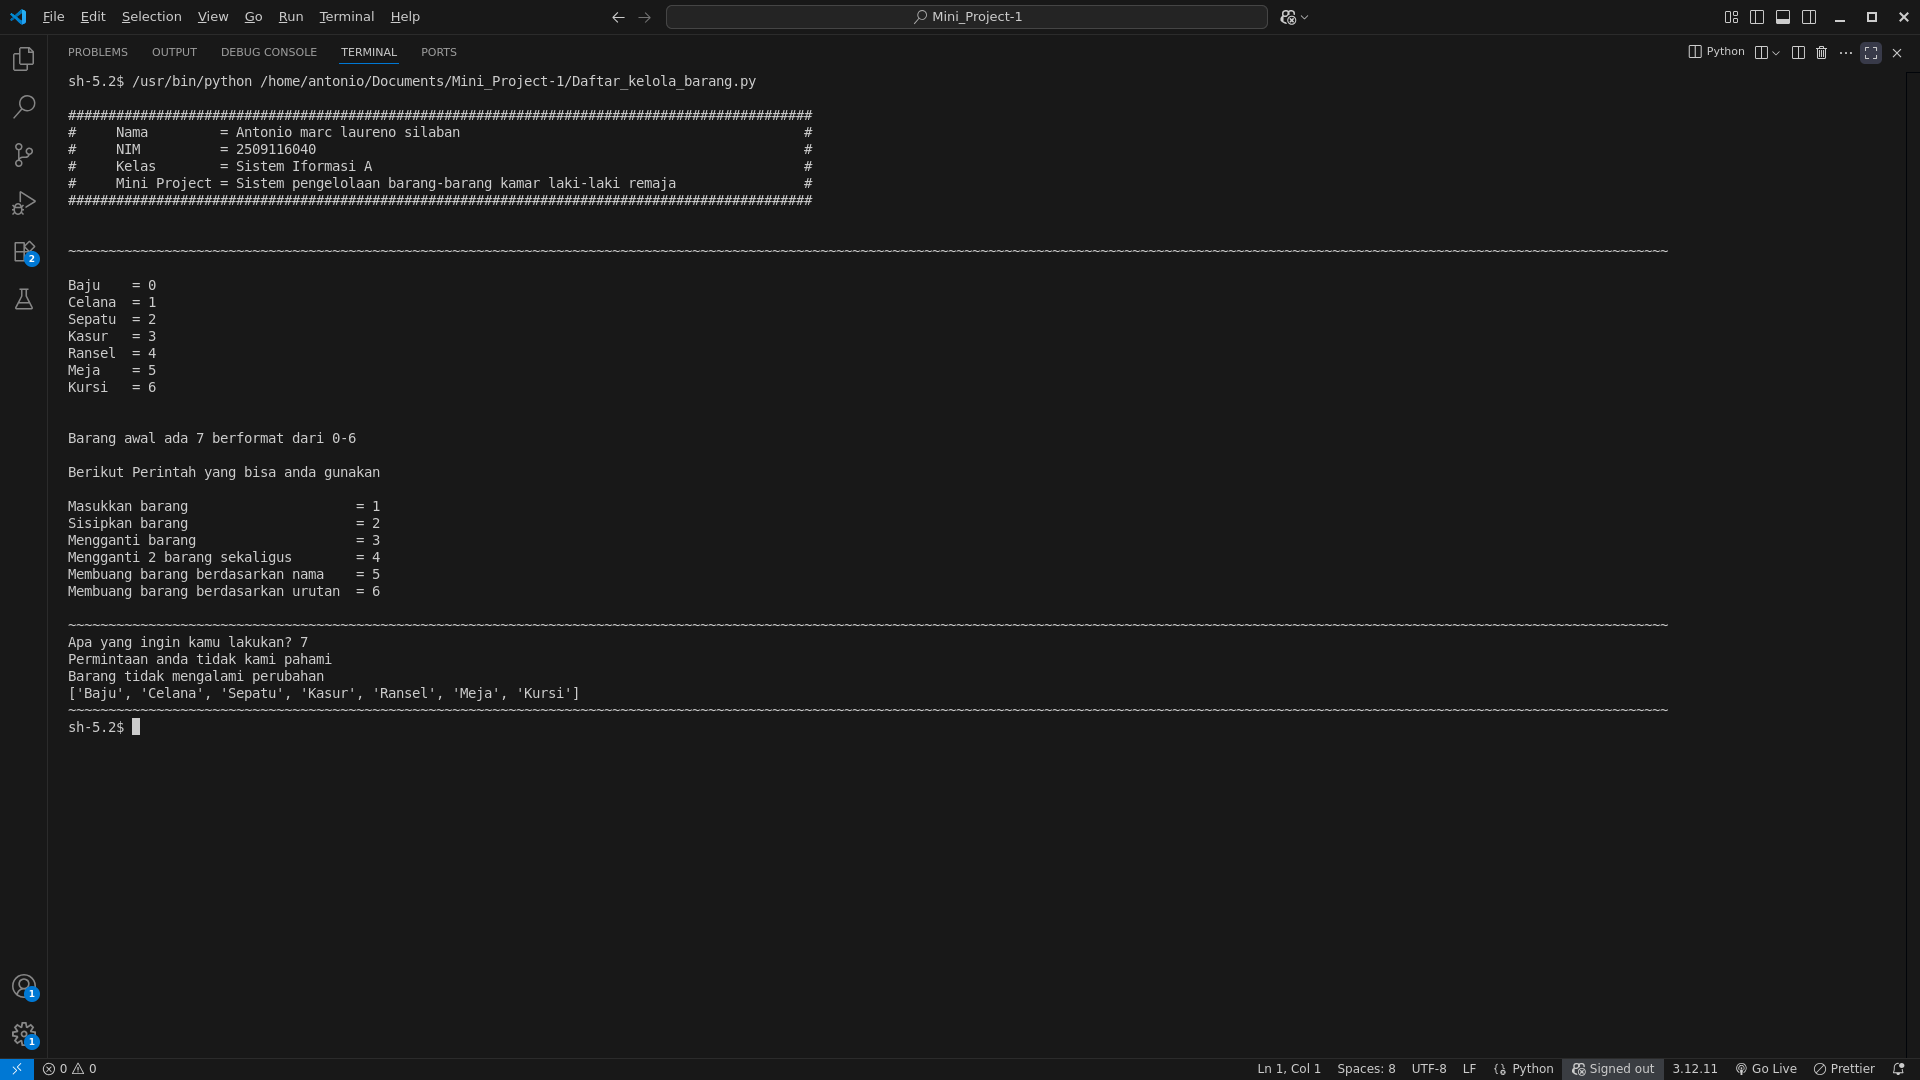 File Edit Selection View Go Run Terminal Help
Mini_Project-1
PROBLEMS OUTPUT DEBUG CONSOLE TERMINAL PORTS
Python
sh-5.2$ /usr/bin/python /home/antonio/Documents/Mini_Project-1/Daftar_kelola_barang.py
#############################################################################################
#     Nama         = Antonio marc laureno silaban                                           #
#     NIM          = 2509116040                                                             #
#     Kelas        = Sistem Iformasi A                                                      #
#     Mini Project = Sistem pengelolaan barang-barang kamar laki-laki remaja                #
#############################################################################################
~~~~~~~~~~~~~~~~~~~~~~~~~~~~~~~~~~~~~~~~~~~~~~~~~~~~~~~~~~~~~~~~~~~~~~~~~~~~~~~~~~~~~~~~~~~~~~~~~~~~~~~~~~~~~~~~~~~~~~~~~~~~~~~~~~~~~~~~~~~~~~~~~~~~~~~~~~~~~~~~~~~~~~~~~~~~~~~~~~~~~~~~~~~~~~~~~~~~
Baju    = 0
Celana  = 1
Sepatu  = 2
Kasur   = 3
Ransel  = 4
Meja    = 5
Kursi   = 6
Barang awal ada 7 berformat dari 0-6
Berikut Perintah yang bisa anda gunakan
Masukkan barang                     = 1
Sisipkan barang                     = 2
Mengganti barang                    = 3
Mengganti 2 barang sekaligus        = 4
Membuang barang berdasarkan nama    = 5
Membuang barang berdasarkan urutan  = 6
~~~~~~~~~~~~~~~~~~~~~~~~~~~~~~~~~~~~~~~~~~~~~~~~~~~~~~~~~~~~~~~~~~~~~~~~~~~~~~~~~~~~~~~~~~~~~~~~~~~~~~~~~~~~~~~~~~~~~~~~~~~~~~~~~~~~~~~~~~~~~~~~~~~~~~~~~~~~~~~~~~~~~~~~~~~~~~~~~~~~~~~~~~~~~~~~~~~~
Apa yang ingin kamu lakukan? 7
Permintaan anda tidak kami pahami
Barang tidak mengalami perubahan
['Baju', 'Celana', 'Sepatu', 'Kasur', 'Ransel', 'Meja', 'Kursi']
~~~~~~~~~~~~~~~~~~~~~~~~~~~~~~~~~~~~~~~~~~~~~~~~~~~~~~~~~~~~~~~~~~~~~~~~~~~~~~~~~~~~~~~~~~~~~~~~~~~~~~~~~~~~~~~~~~~~~~~~~~~~~~~~~~~~~~~~~~~~~~~~~~~~~~~~~~~~~~~~~~~~~~~~~~~~~~~~~~~~~~~~~~~~~~~~~~~~
sh-5.2$
2
1
1
0 0 Ln 1, Col 1 Spaces: 8 UTF-8 LF Python Signed out 3.12.11 Go Live Prettier